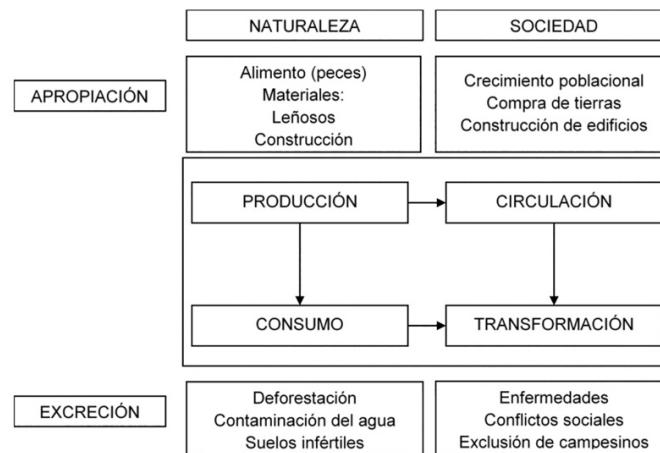 NATURALEZA
SOCIEDAD
APROPIACIÓN
Alimento (peces)
Materiales:
Leñosos
Construcción
Crecimiento poblacional
Compra de tierras
Construcción de edificios
PRODUCCIÓN
CIRCULACIÓN
CONSUMO
TRANSFORMACIÓN
EXCRECIÓN
Deforestación
Contaminación del agua
Suelos infértiles
Enfermedades
Conflictos sociales
Exclusión de campesinos